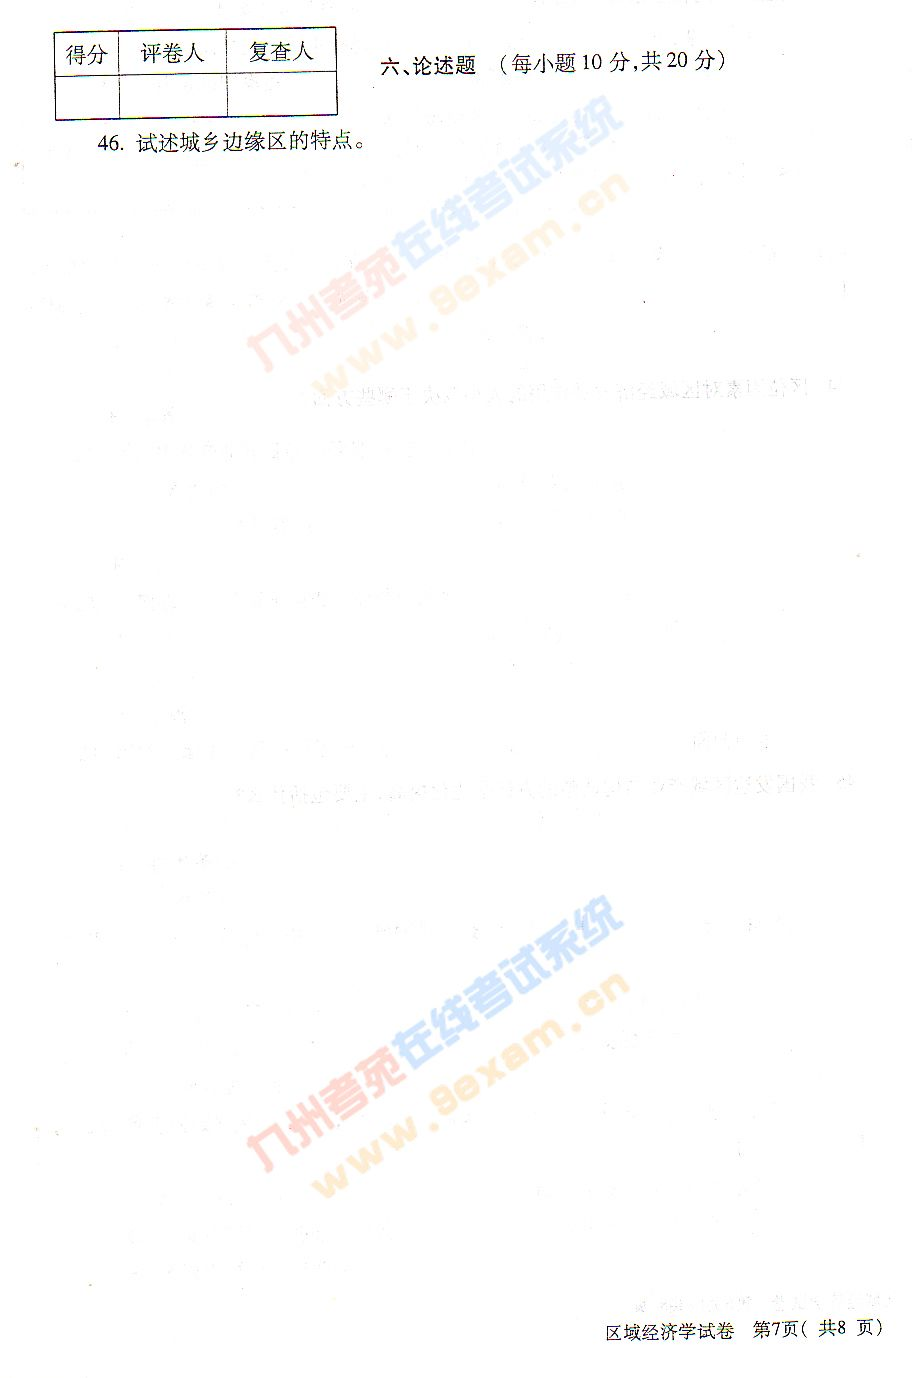 得分 评卷人 复查人
六、论述题 （每小题10分,共20分）
46. 试述城乡边缘区的特点。
九州考苑在线考试系统
www.9exam.cn
九州考苑在线考试系统
www.9exam.cn
区域经济学试卷 第7页( 共8 页)